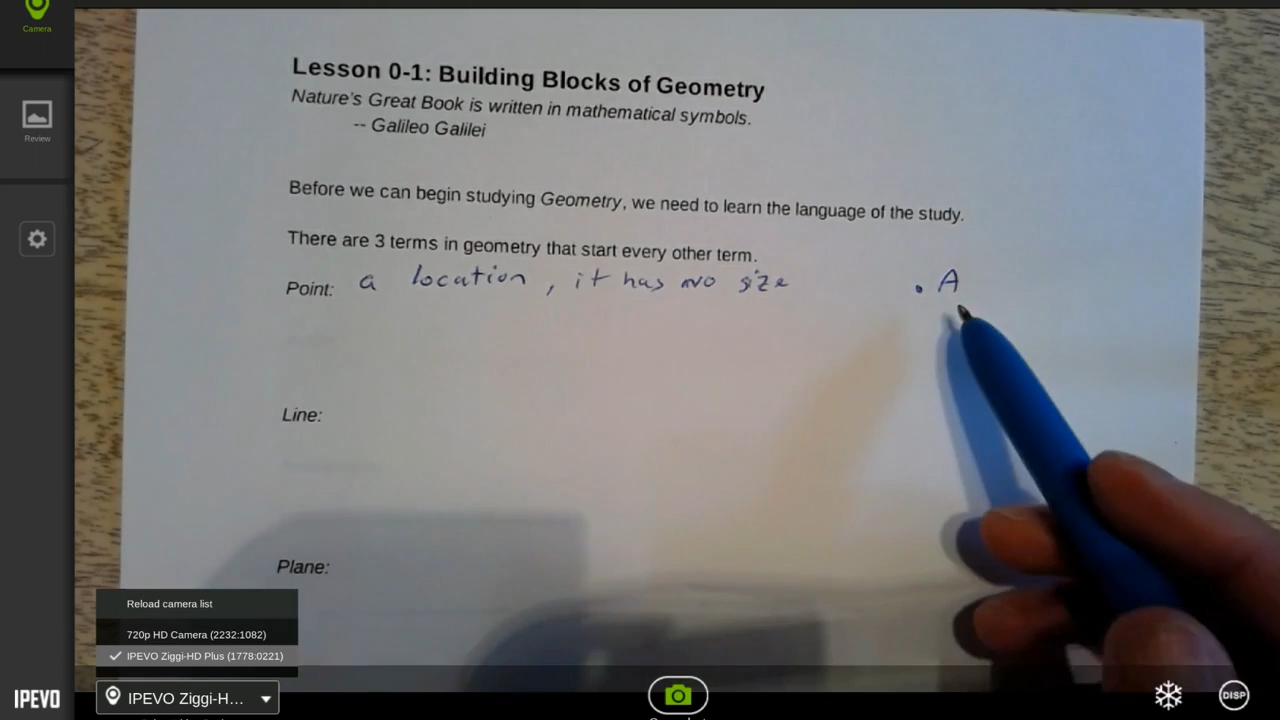 Camera
Lesson 0-1: Building Blocks of Geometry
Nature's Great Book is written in mathematical symbols.
-- Galileo Galilei
Review
Before we can begin studying Geometry, we need to learn the language of the study.
There are 3 terms in geometry that start every other term.
Point: a location, it has no size . A
Line:
Plane:
Reload camera list
720p HD Camera (2232:1082)
IPEVO Ziggi-HD Plus (1778:0221)
IPEVO
IPEVO Ziggi-H...
DISP